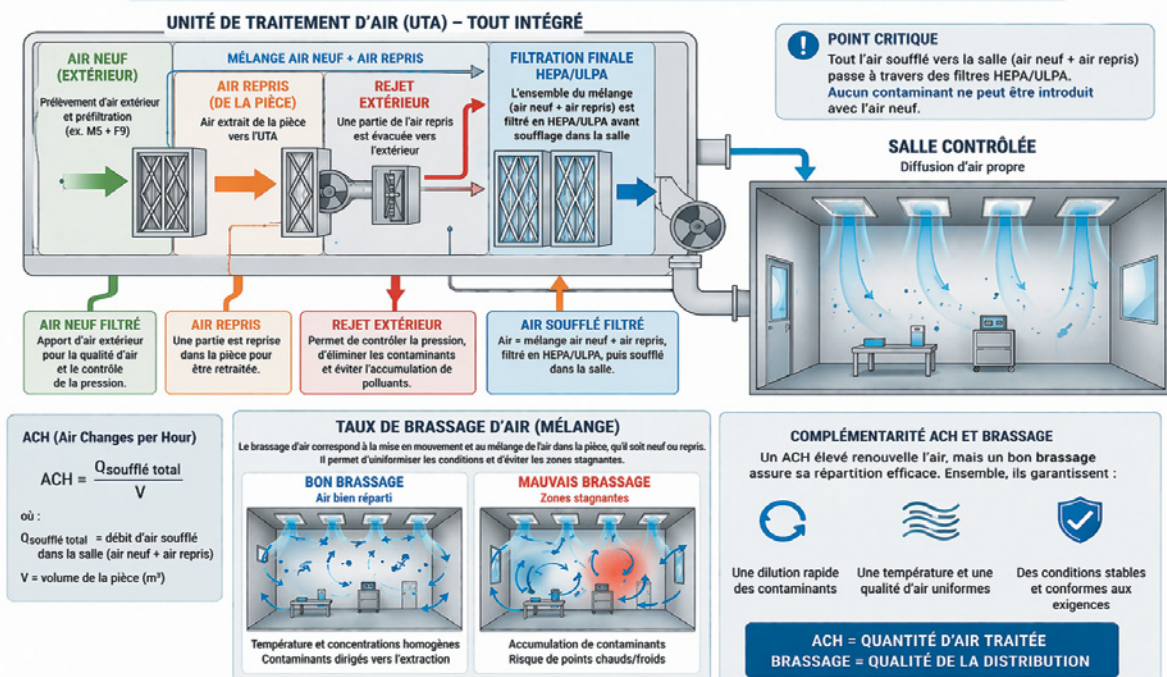 UNITÉ DE TRAITEMENT D'AIR (UTA) – TOUT INTÉGRÉ
AIR NEUF
(EXTÉRIEUR)
Prélèvement d'air extérieur
et préfiltration
(ex. M5 + F9)
MÉLANGE AIR NEUF + AIR REPRIS
AIR REPRIS
(DE LA PIÈCE)
Air extrait de la pièce
vers l'UTA
REJET
EXTÉRIEUR
Une partie de l'air repris
est évacuée vers
l'extérieur
FILTRATION FINALE
HEPA/ULPA
L'ensemble du mélange
(air neuf + air repris) est
filtré en HEPA/ULPA avant
soufflage dans la salle
!
POINT CRITIQUE
Tout l'air soufflé vers la salle (air neuf + air repris)
passe à travers des filtres HEPA/ULPA.
Aucun contaminant ne peut être introduit
avec l'air neuf.
SALLE CONTRÔLÉE
Diffusion d'air propre
AIR NEUF FILTRÉ
Apport d'air extérieur
pour la qualité d'air
et le contrôle
de la pression.
AIR REPRIS
Une partie est reprise
dans la pièce pour
être retraitée.
REJET EXTÉRIEUR
Permet de contrôler la pression,
d'éliminer les contaminants
et éviter l'accumulation de
polluants.
AIR SOUFFLÉ FILTRÉ
Air = mélange air neuf + air repris,
filtré en HEPA/ULPA, puis soufflé
dans la salle.
ACH (Air Changes per Hour)
ACH = Qsoufflé total / V
où :
Qsoufflé total = débit d'air soufflé
dans la salle (air neuf + air repris)
V = volume de la pièce (m³)
TAUX DE BRASSAGE D'AIR (MÉLANGE)
Le brassage d'air correspond à la mise en mouvement et au mélange de l'air dans la pièce, qu'il soit neuf ou repris.
Il permet d'uniformiser les conditions et d'éviter les zones stagnantes.
BON BRASSAGE
Air bien réparti
Température et concentrations homogènes
Contaminants dirigés vers l'extraction
MAUVAIS BRASSAGE
Zones stagnantes
Accumulation de contaminants
Risque de points chauds/froids
COMPLÉMENTARITÉ ACH ET BRASSAGE
Un ACH élevé renouvelle l'air, mais un bon brassage
assure sa répartition efficace. Ensemble, ils garantissent :
Une dilution rapide
des contaminants
Une température et une
qualité d'air uniformes
Des conditions stables
et conformes aux
exigences
ACH = QUANTITÉ D'AIR TRAITÉE
BRASSAGE = QUALITÉ DE LA DISTRIBUTION